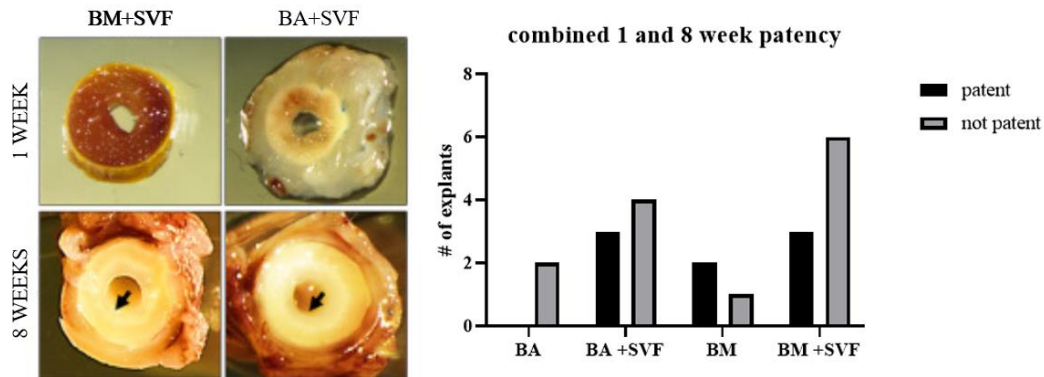 BM+SVF
BA+SVF
1 WEEK
8 WEEKS
combined 1 and 8 week patency
# of explants
8
6
4
2
0
BA
BA +SVF
BM
BM +SVF
patent
not patent